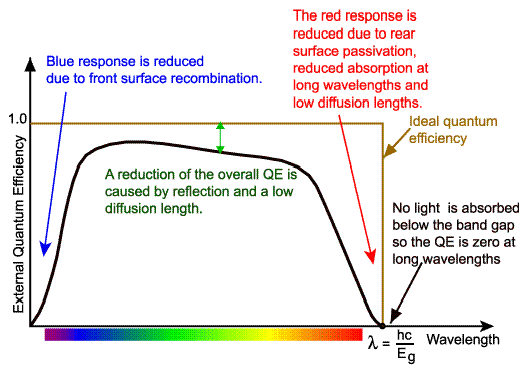 Blue response is reduced
due to front surface recombination.
The red response is
reduced due to rear
surface passivation,
reduced absorption at
long wavelengths and
low diffusion lengths.
1.0
Ideal quantum
efficiency
External Quantum Efficiency
A reduction of the overall QE is
caused by reflection and a low
diffusion length.
No light is absorbed
below the band gap
so the QE is zero at
long wavelengths
λ = hc
Eg
Wavelength